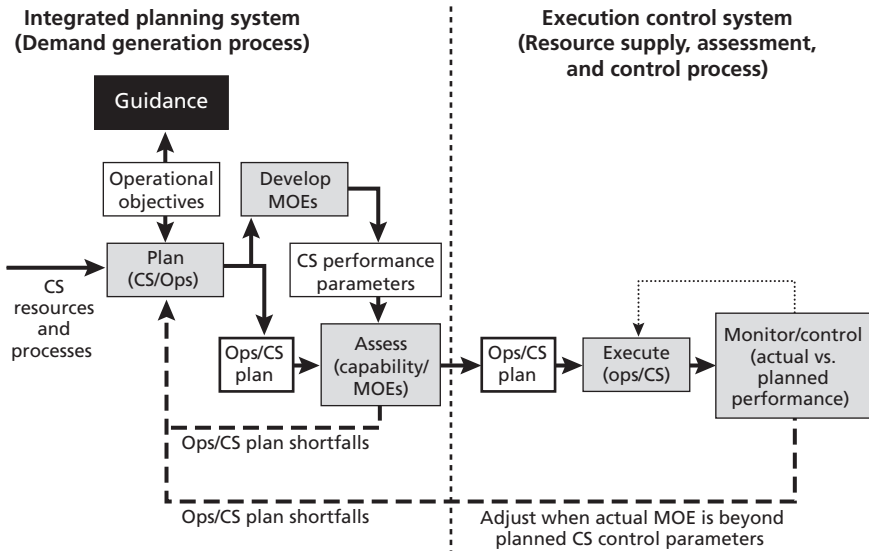 Integrated planning system
(Demand generation process)
Execution control system
(Resource supply, assessment,
and control process)
Guidance
Operational
objectives
Develop
MOEs
Plan
(CS/Ops)
CS performance
parameters
CS
resources
and
processes
Ops/CS
plan
Assess
(capability/
MOEs)
Ops/CS
plan
Execute
(ops/CS)
Monitor/control
(actual vs.
planned
performance)
Ops/CS plan shortfalls
Ops/CS plan shortfalls
Adjust when actual MOE is beyond
planned CS control parameters